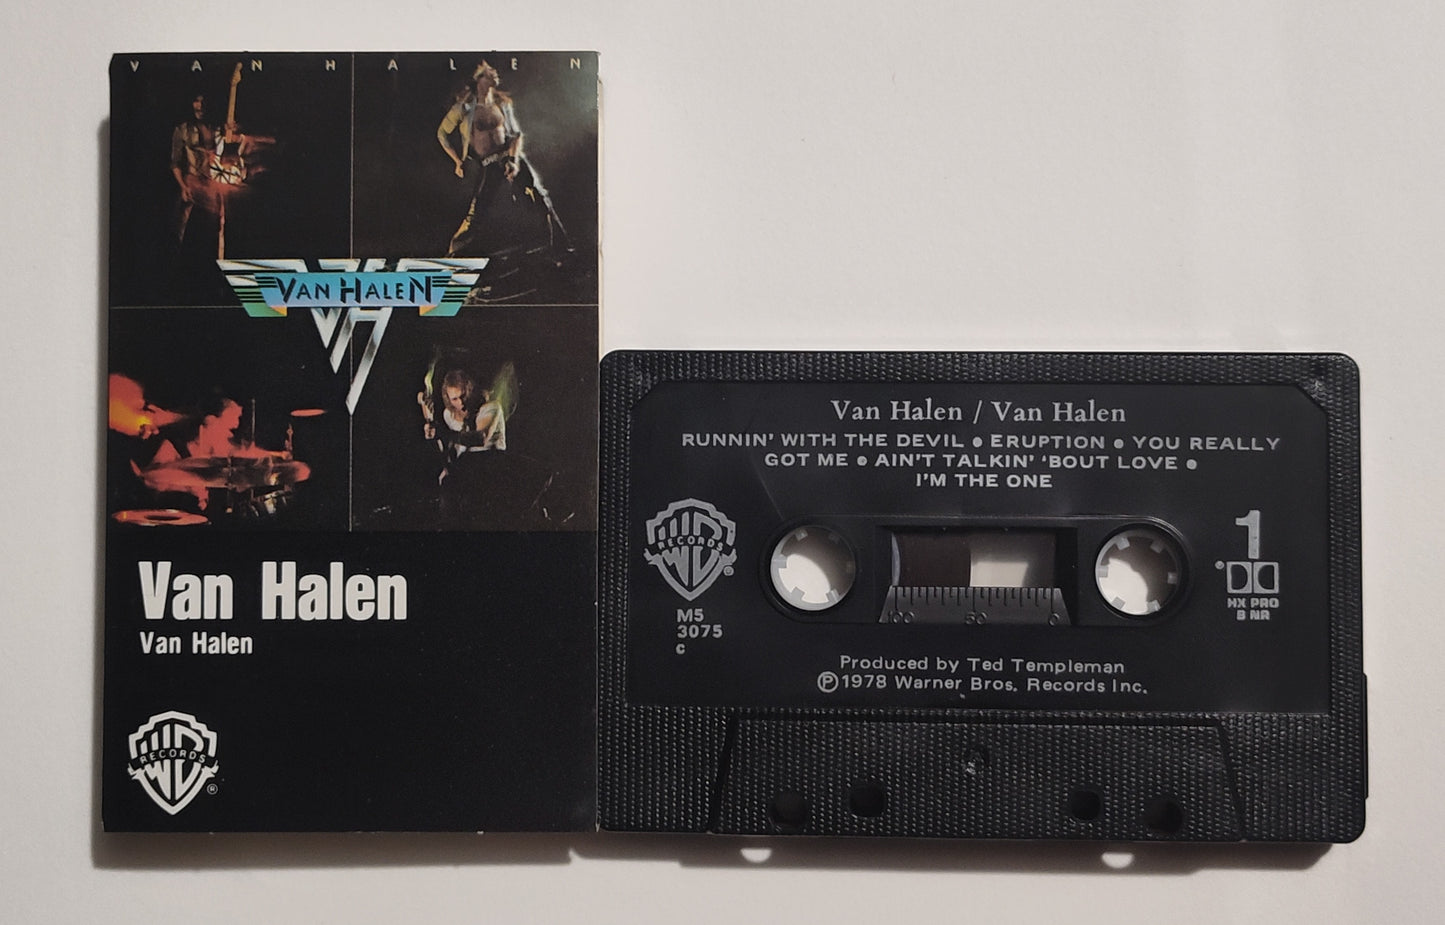 VAN HALEN
VAN HALEN
Van Halen
Van Halen
RECORDS
®
Van Halen / Van Halen
RUNNIN' WITH THE DEVIL ● ERUPTION ● YOU REALLY
GOT ME ● AIN'T TALKIN' ‘BOUT LOVE ●
I'M THE ONE
RECORDS
®
M5
3075
c
100 50 0
1
HX PRO
B NR
Produced by Ted Templeman
℗1978 Warner Bros. Records Inc.